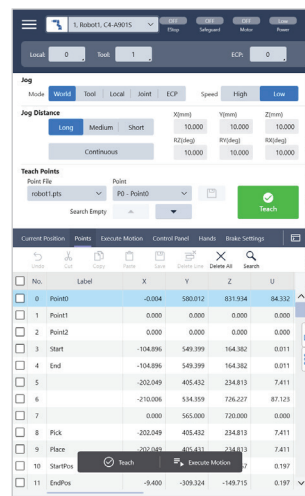 1, Robot1, C4-A901S OFF OFF OFF Low
EStop Safeguard Motor Power
Local: 0 Tool: 1 ECP: 0
Jog
Mode World Tool Local Joint ECP Speed High Low
Jog Distance X(mm) Y(mm) Z(mm)
Long Medium Short 10.000 10.000 10.000
RZ(deg) RY(deg) RX(deg)
Continuous 10.000 10.000 10.000
Teach Points
Point File Point
robot1.pts P0 - Point0
Search Empty Teach
Current Position Points Execute Motion Control Panel Hands Brake Settings
Undo Cut Copy Paste Save Delete Line Delete All Search
No. Label X Y Z U
0 Point0 -0.004 580.012 831.934 84.332
1 Point1 0.000 0.000 0.000 0.000
2 Point2 0.000 0.000 0.000 0.000
3 Start -104.896 549.399 164.382 0.011
4 End -104.896 549.399 164.382 0.011
5 -202.049 405.432 234.813 7.411
6 -210.006 534.359 726.227 87.123
7 0.000 565.000 720.000 0.000
8 Pick -202.049 405.432 234.813 7.411
9 Place -202.049 405.431 234.813 7.411
10 StartPos 0.197
Teach Execute Motion
11 EndPos -9.400 -309.324 -149.715 0.197